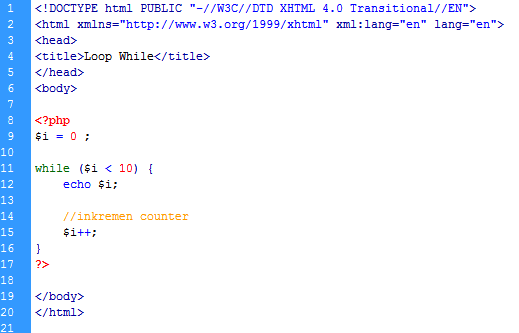 1 <!DOCTYPE html PUBLIC "-//W3C//DTD XHTML 4.0 Transitional//EN">
2 <html xmlns="http://www.w3.org/1999/xhtml" xml:lang="en" lang="en">
3 <head>
4 <title>Loop While</title>
5 </head>
6 <body>
7
8 <?php
9 $i = 0 ;
10
11 while ($i < 10) {
12     echo $i;
13
14     //inkremen counter
15     $i++;
16 }
17 ?>
18
19 </body>
20 </html>
21